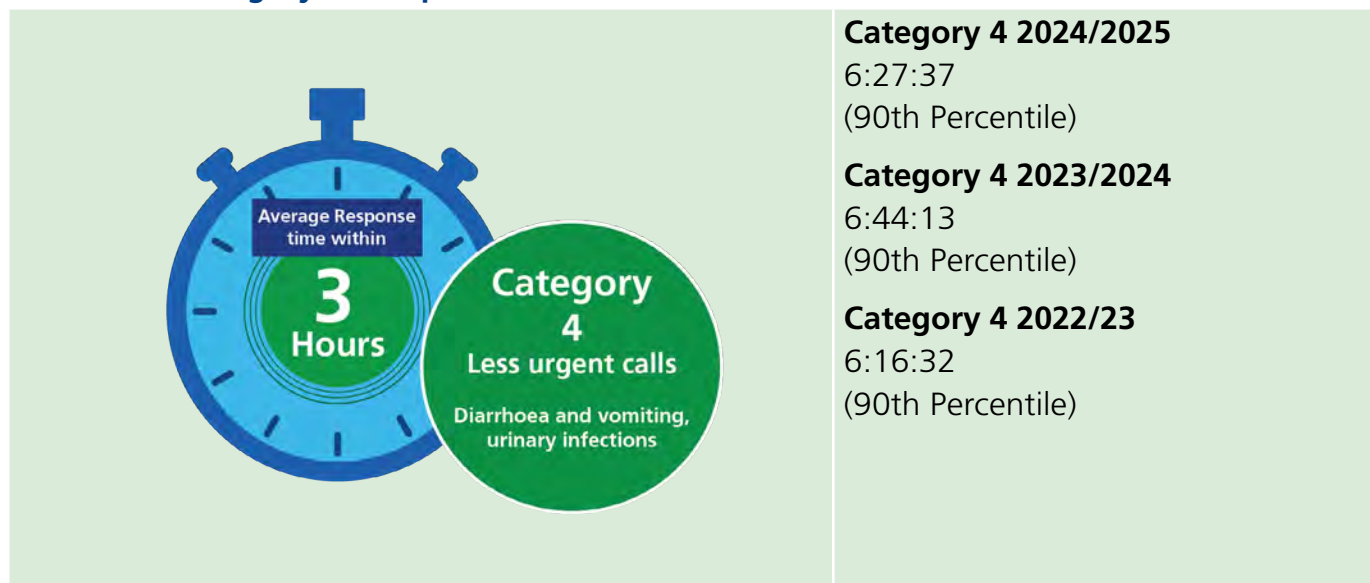 Average Response
time within
3
Hours
Category
4
Less urgent calls
Diarrhoea and vomiting,
urinary infections
Category 4 2024/2025
6:27:37
(90th Percentile)
Category 4 2023/2024
6:44:13
(90th Percentile)
Category 4 2022/23
6:16:32
(90th Percentile)